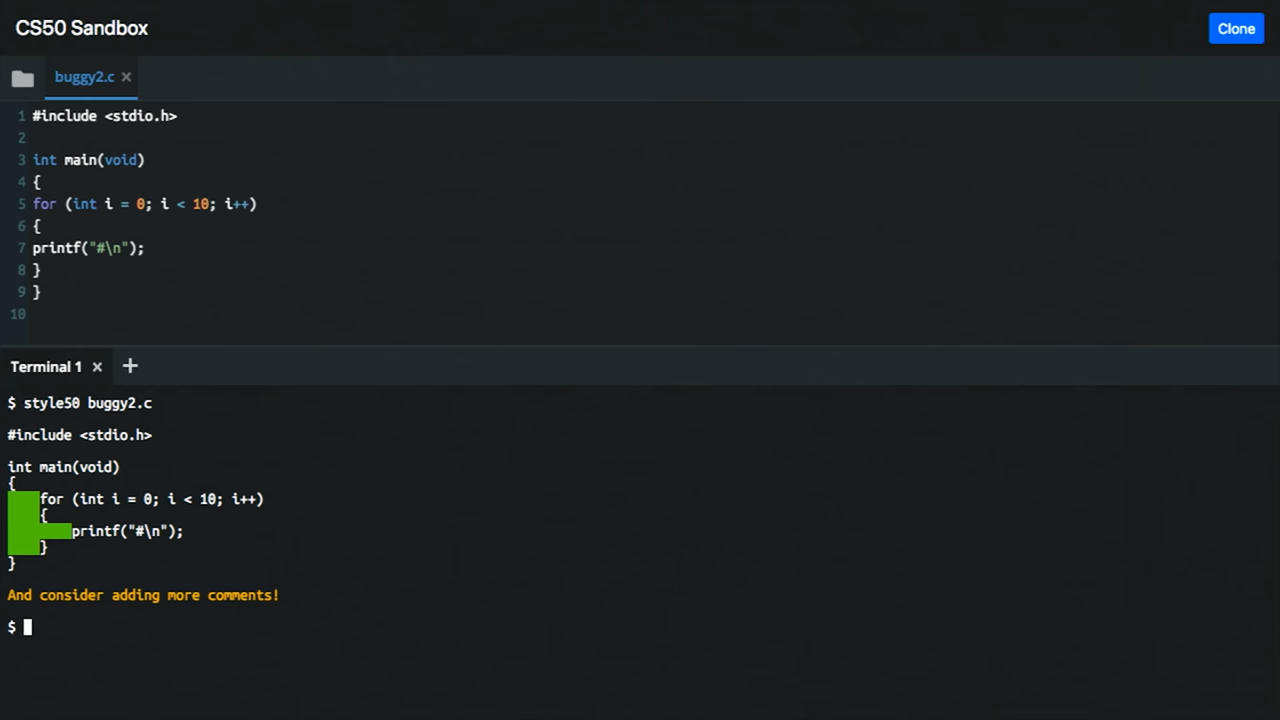 CS50 Sandbox
Clone
buggy2.c ×
1 #include <stdio.h>
2
3 int main(void)
4 {
5 for (int i = 0; i < 10; i++)
6 {
7 printf("#\n");
8 }
9 }
10
Terminal 1 × +
$ style50 buggy2.c
#include <stdio.h>
int main(void)
{
for (int i = 0; i < 10; i++)
{
printf("#\n");
}
}
And consider adding more comments!
$